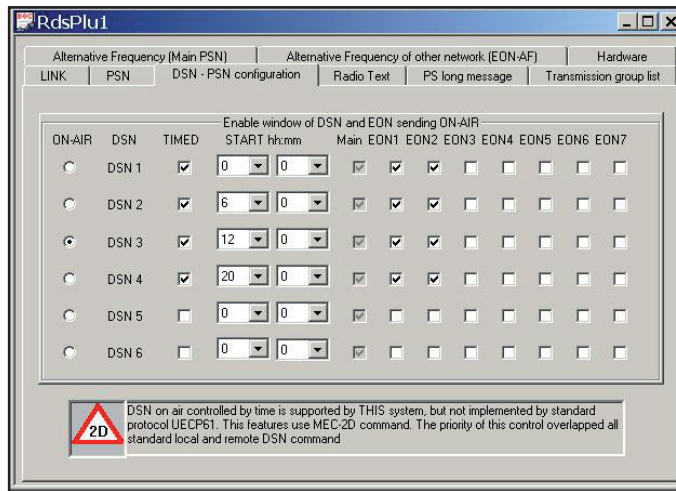 RdsPlu1
Alternative Frequency (Main PSN) Alternative Frequency of other network (EON-AF) Hardware
LINK PSN DSN - PSN configuration Radio Text PS long message Transmission group list
Enable window of DSN and EON sending ON-AIR
ON-AIR DSN TIMED START hh:mm Main EON1 EON2 EON3 EON4 EON5 EON6 EON7
DSN 1 0 0
DSN 2 6 0
DSN 3 12 0
DSN 4 20 0
DSN 5 0 0
DSN 6 0 0
DSN on air controlled by time is supported by THIS system, but not implemented by standard
2D protocol UECP61. This features use MEC-2D command. The priority of this control overlapped all
standard local and remote DSN command